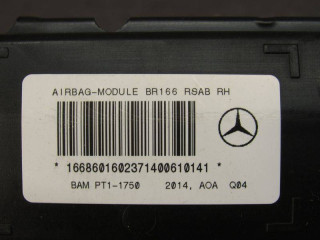 AIRBAG-MODULE BR166 RSAB RH
* 1668601602371400610141 *
BAM PT1-1750 2014, AOA Q04